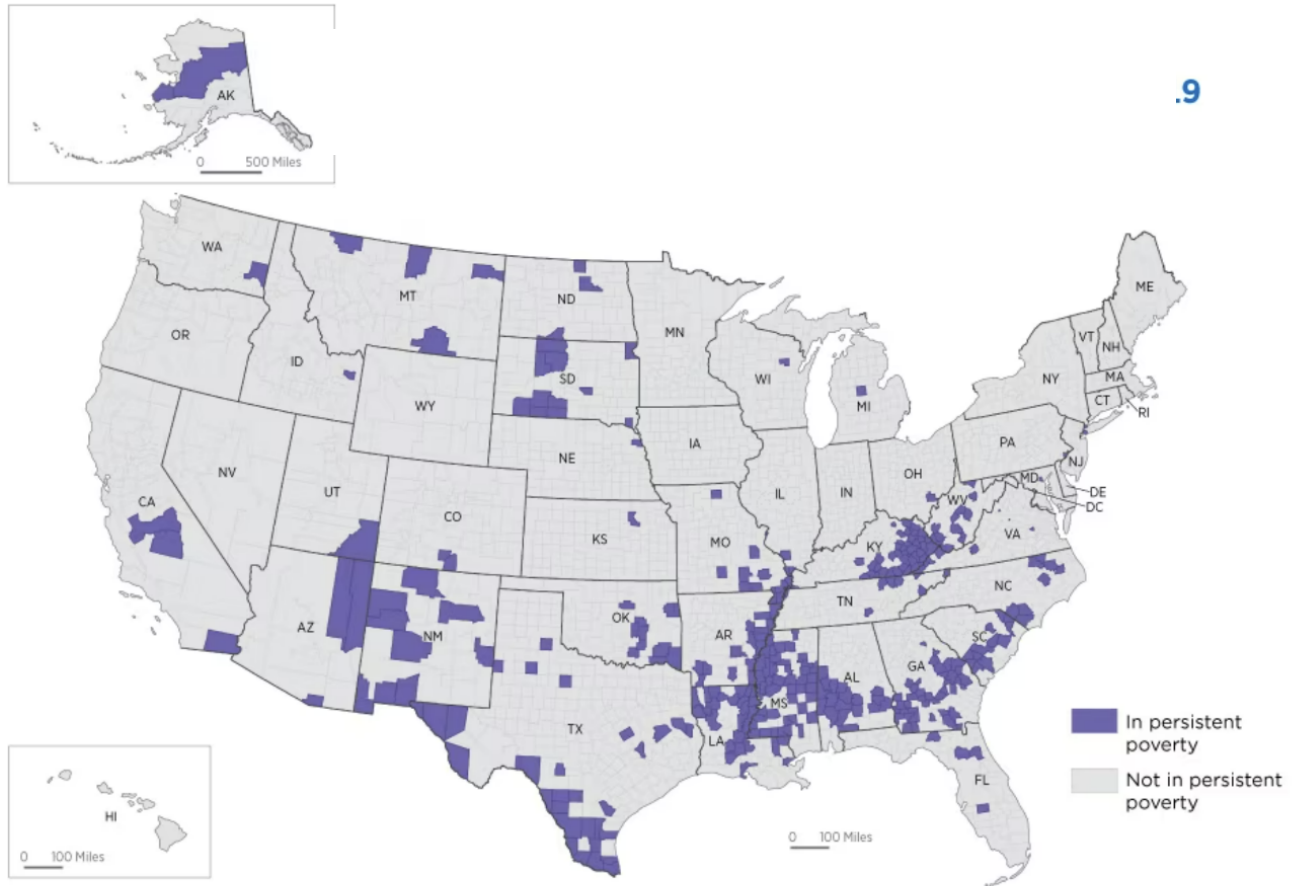 .9
AK
0 500 Miles
WA
MT
ND
MN
ME
OR
ID
SD
WI
MI
VT
NH
NY
MA
CT
RI
WY
IA
NE
PA
NJ
NV
UT
CO
IL
IN
OH
MD
DE
DC
CA
KS
MO
WV
KY
VA
AZ
NM
OK
AR
TN
NC
SC
TX
LA
MS
AL
GA
FL
In persistent
poverty
Not in persistent
poverty
HI
0 100 Miles
0 100 Miles